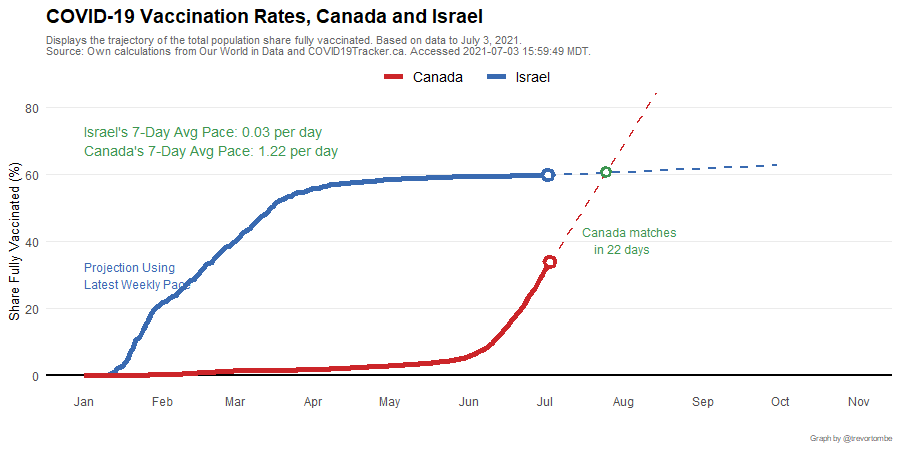 COVID-19 Vaccination Rates, Canada and Israel
Displays the trajectory of the total population share fully vaccinated. Based on data to July 3, 2021.
Source: Own calculations from Our World in Data and COVID19Tracker.ca. Accessed 2021-07-03 15:59:49 MDT.
Canada Israel
Share Fully Vaccinated (%)
80
60
40
20
0
Israel's 7-Day Avg Pace: 0.03 per day
Canada's 7-Day Avg Pace: 1.22 per day
Canada matches
in 22 days
Projection Using
Latest Weekly Pace
Jan Feb Mar Apr May Jun Jul Aug Sep Oct Nov
Graph by @trevortombe